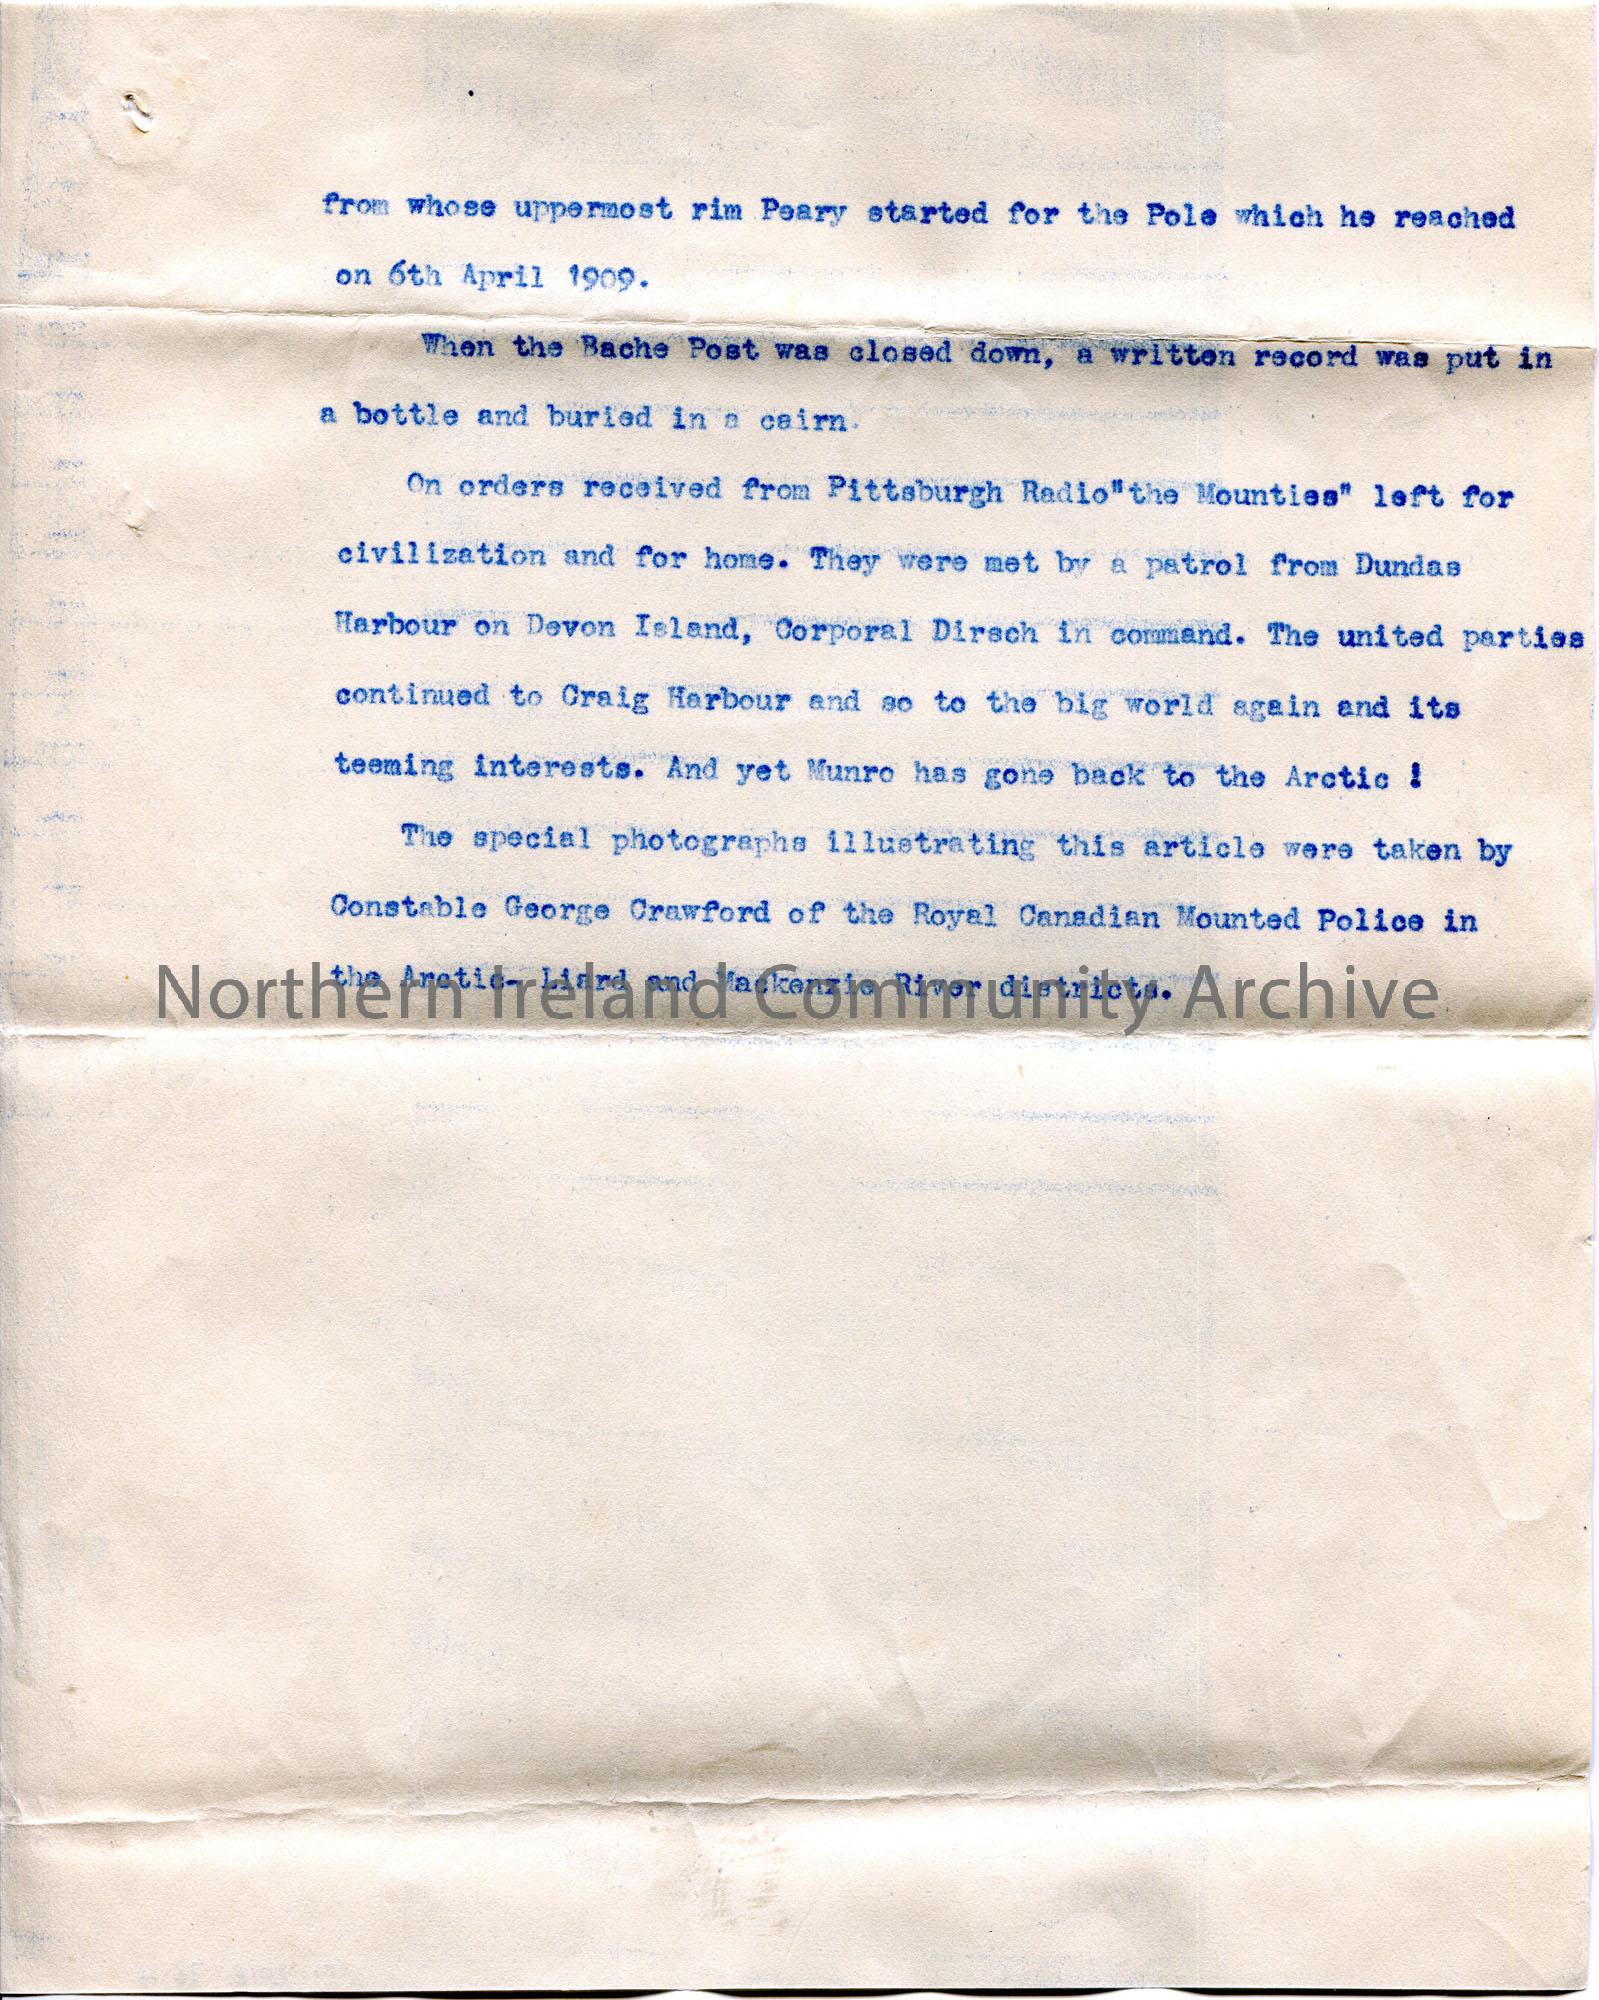 from whose uppermost rim Peary started for the Pole which he reached
on 6th April 1909.
When the Bache Post was closed down, a written record was put in
a bottle and buried in a cairn.
On orders received from Pittsburgh Radio"the Mounties" left for
civilization and for home. They were met by a patrol from Dundas
Harbour on Devon Island, Corporal Dirsch in command. The united parties
continued to Craig Harbour and so to the big world again and its
teeming interests. And yet Munro has gone back to the Arctic !
The special photographs illustrating this article were taken by
Constable George Crawford of the Royal Canadian Mounted Police in
the Arctic- Liard and Mackenzie River districts.
Northern Ireland Community Archive